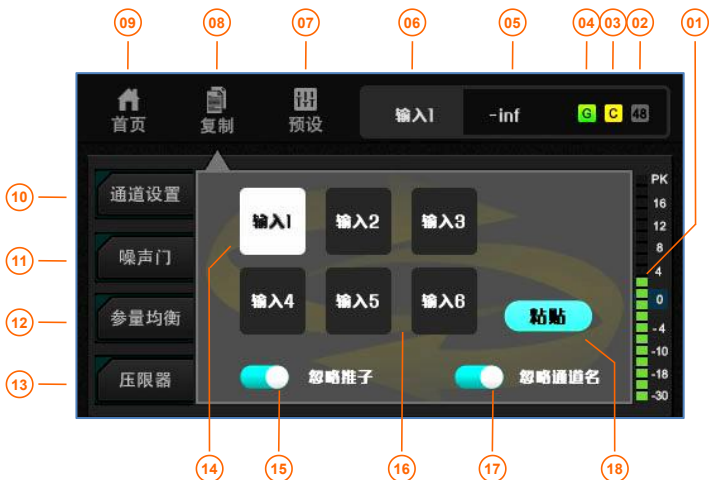 09 08 07 06 05 04 03 02 01
首页 复制 预设 输入1 -inf G C 48
10 通道设置
11 噪声门
12 参量均衡
13 压限器
输入1 输入2 输入3
输入4 输入5 输入6
粘贴
忽略推子 忽略通道名
PK
16
12
8
4
0
-4
-10
-18
-30
14 15 16 17 18